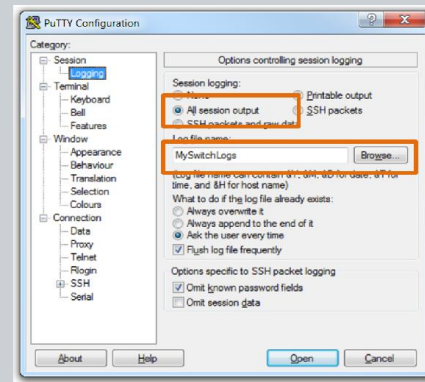 PuTTY Configuration
Category:
Session
Logging
Terminal
Keyboard
Bell
Features
Window
Appearance
Behaviour
Translation
Selection
Colours
Connection
Data
Proxy
Telnet
Rlogin
SSH
Serial
Options controlling session logging
Session logging:
None Printable output
All session output SSH packets
SSH packets and raw data
Log file name:
MySwitchLogs Browse...
(Log file name can contain &Y, &M, &D for date, &T for
time, and &H for host name)
What to do if the log file already exists:
Always overwrite it
Always append to the end of it
Ask the user every time
Flush log file frequently
Options specific to SSH packet logging
Omit known password fields
Omit session data
About Help Open Cancel